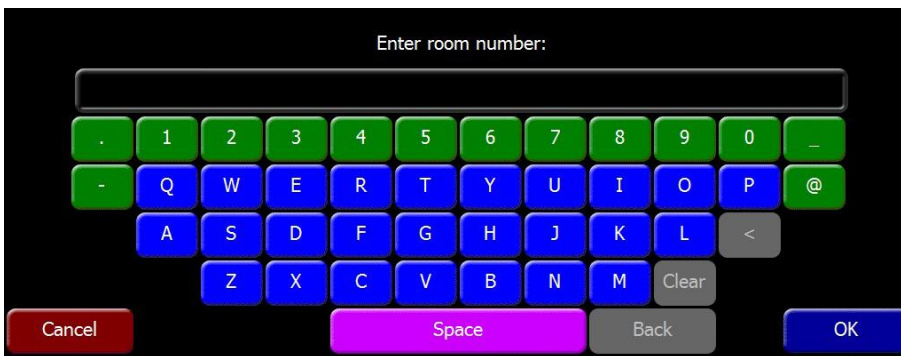 Enter room number:
. 1 2 3 4 5 6 7 8 9 0 _
- Q W E R T Y U I O P @
A S D F G H J K L <
Z X C V B N M Clear
Cancel Space Back OK